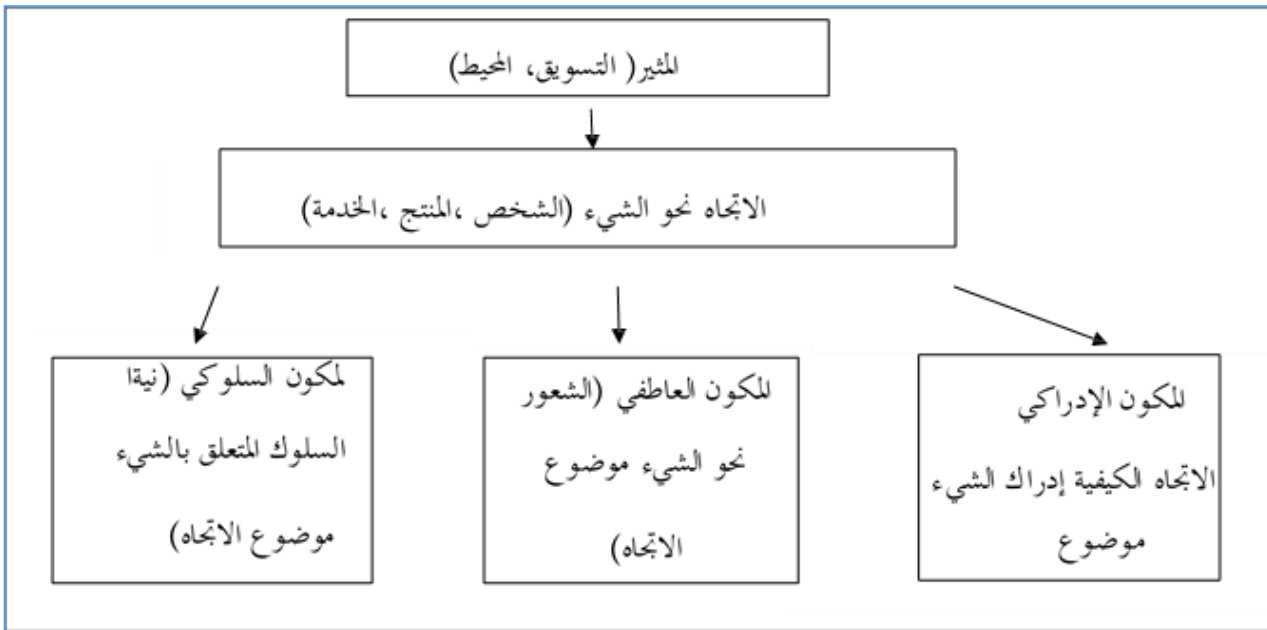 المثير( التسويق، المحيط)
الاتجاه نحو الشيء (الشخص ،المنتج ،الخدمة)
المكون الإدراكي
الاتجاه الكيفية إدراك الشيء
موضوع
المكون العاطفي (الشعور
نحو الشيء موضوع
الاتجاه)
لمكون السلوكي (نيةا
السلوك المتعلق بالشيء
موضوع الاتجاه)